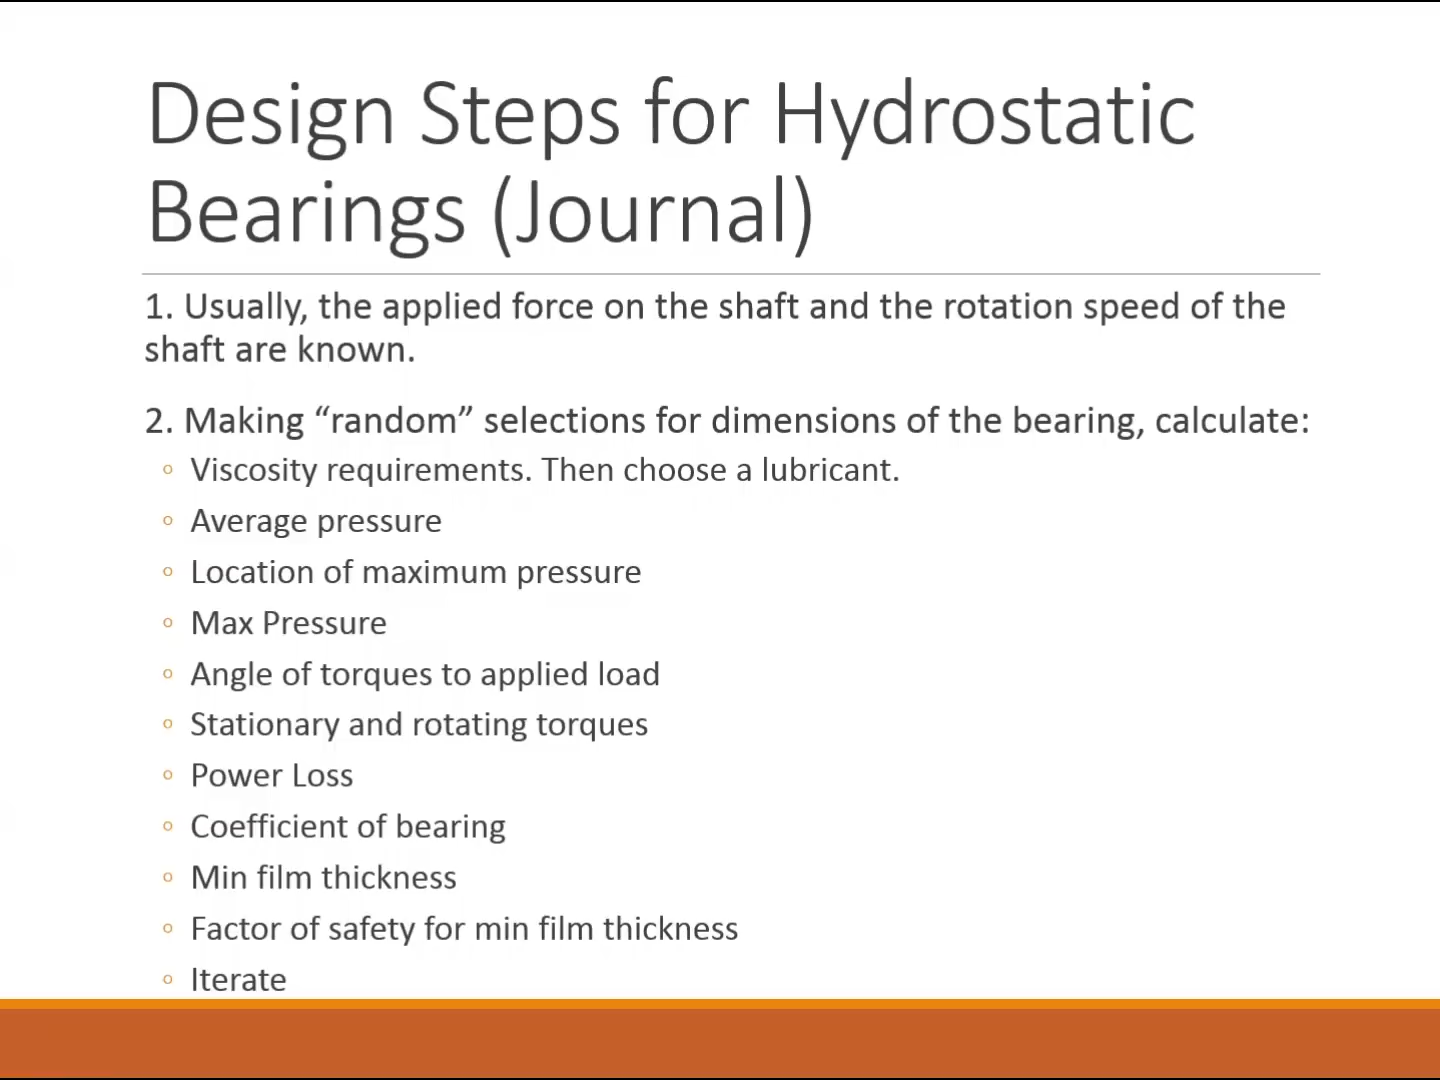 Design Steps for Hydrostatic
Bearings (Journal)
1. Usually, the applied force on the shaft and the rotation speed of the
shaft are known.
2. Making “random” selections for dimensions of the bearing, calculate:
◦ Viscosity requirements. Then choose a lubricant.
◦ Average pressure
◦ Location of maximum pressure
◦ Max Pressure
◦ Angle of torques to applied load
◦ Stationary and rotating torques
◦ Power Loss
◦ Coefficient of bearing
◦ Min film thickness
◦ Factor of safety for min film thickness
◦ Iterate